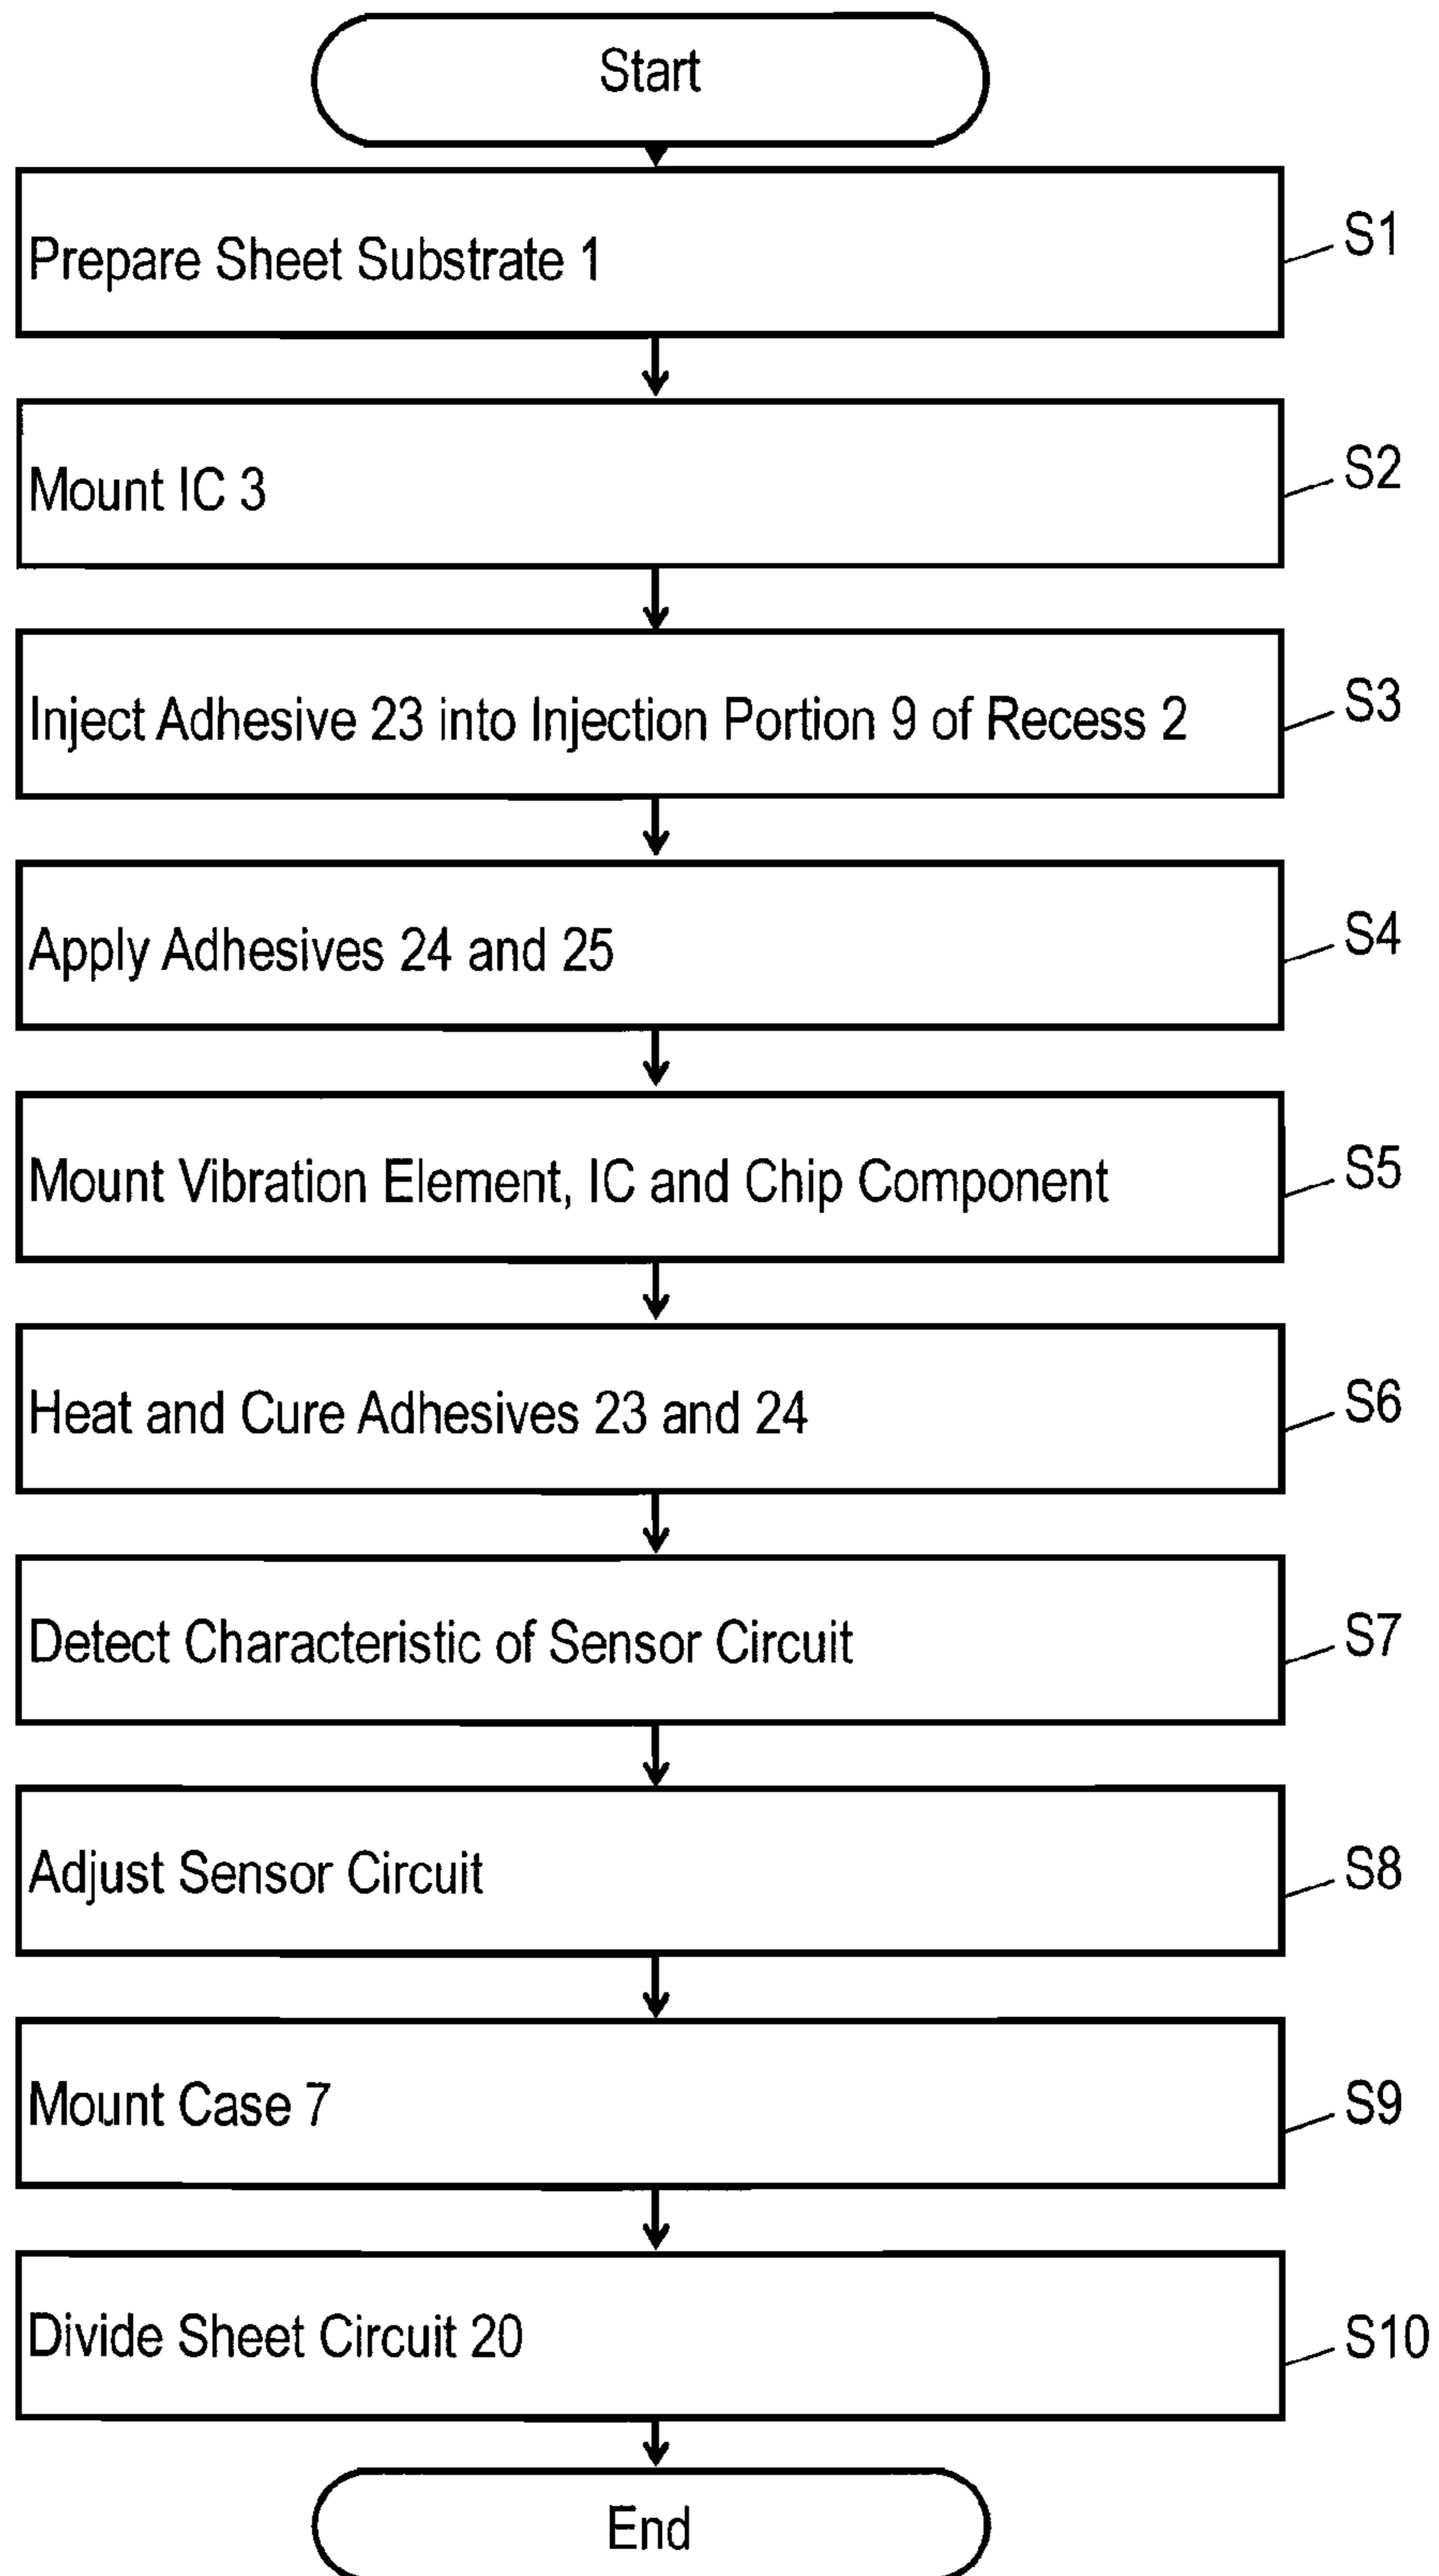 Start
Prepare Sheet Substrate 1
S1
Mount IC 3
S2
Inject Adhesive 23 into Injection Portion 9 of Recess 2
S3
Apply Adhesives 24 and 25
S4
Mount Vibration Element, IC and Chip Component
S5
Heat and Cure Adhesives 23 and 24
S6
Detect Characteristic of Sensor Circuit
S7
Adjust Sensor Circuit
S8
Mount Case 7
S9
Divide Sheet Circuit 20
S10
End